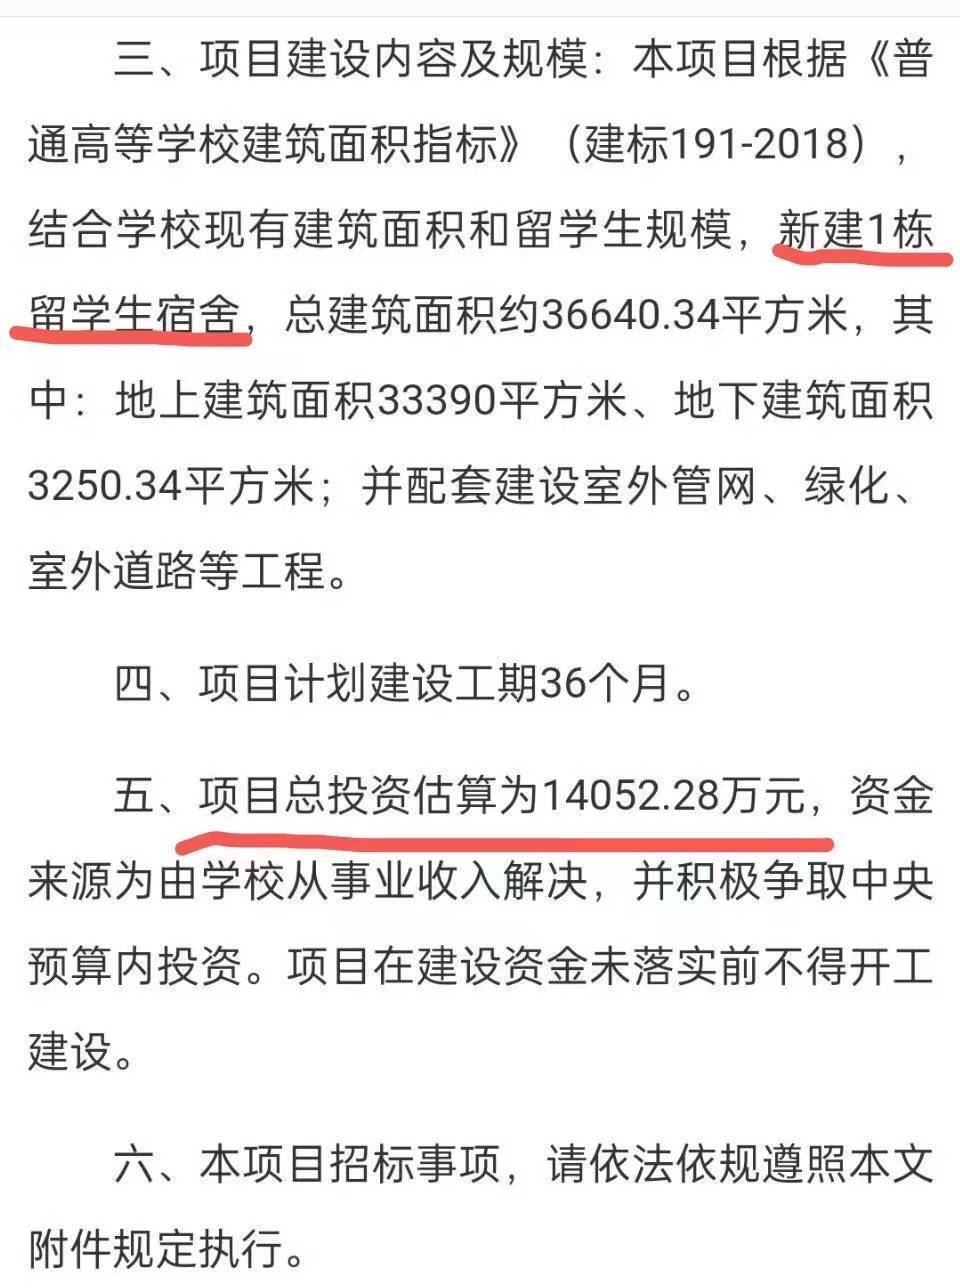 三、项目建设内容及规模：本项目根据《普
通高等学校建筑面积指标》（建标191-2018），
结合学校现有建筑面积和留学生规模，新建1栋
留学生宿舍，总建筑面积约36640.34平方米，其
中：地上建筑面积33390平方米、地下建筑面积
3250.34平方米；并配套建设室外管网、绿化、
室外道路等工程。
四、项目计划建设工期36个月。
五、项目总投资估算为14052.28万元，资金
来源为由学校从事业收入解决，并积极争取中央
预算内投资。项目在建设资金未落实前不得开工
建设。
六、本项目招标事项，请依法依规遵照本文
附件规定执行。